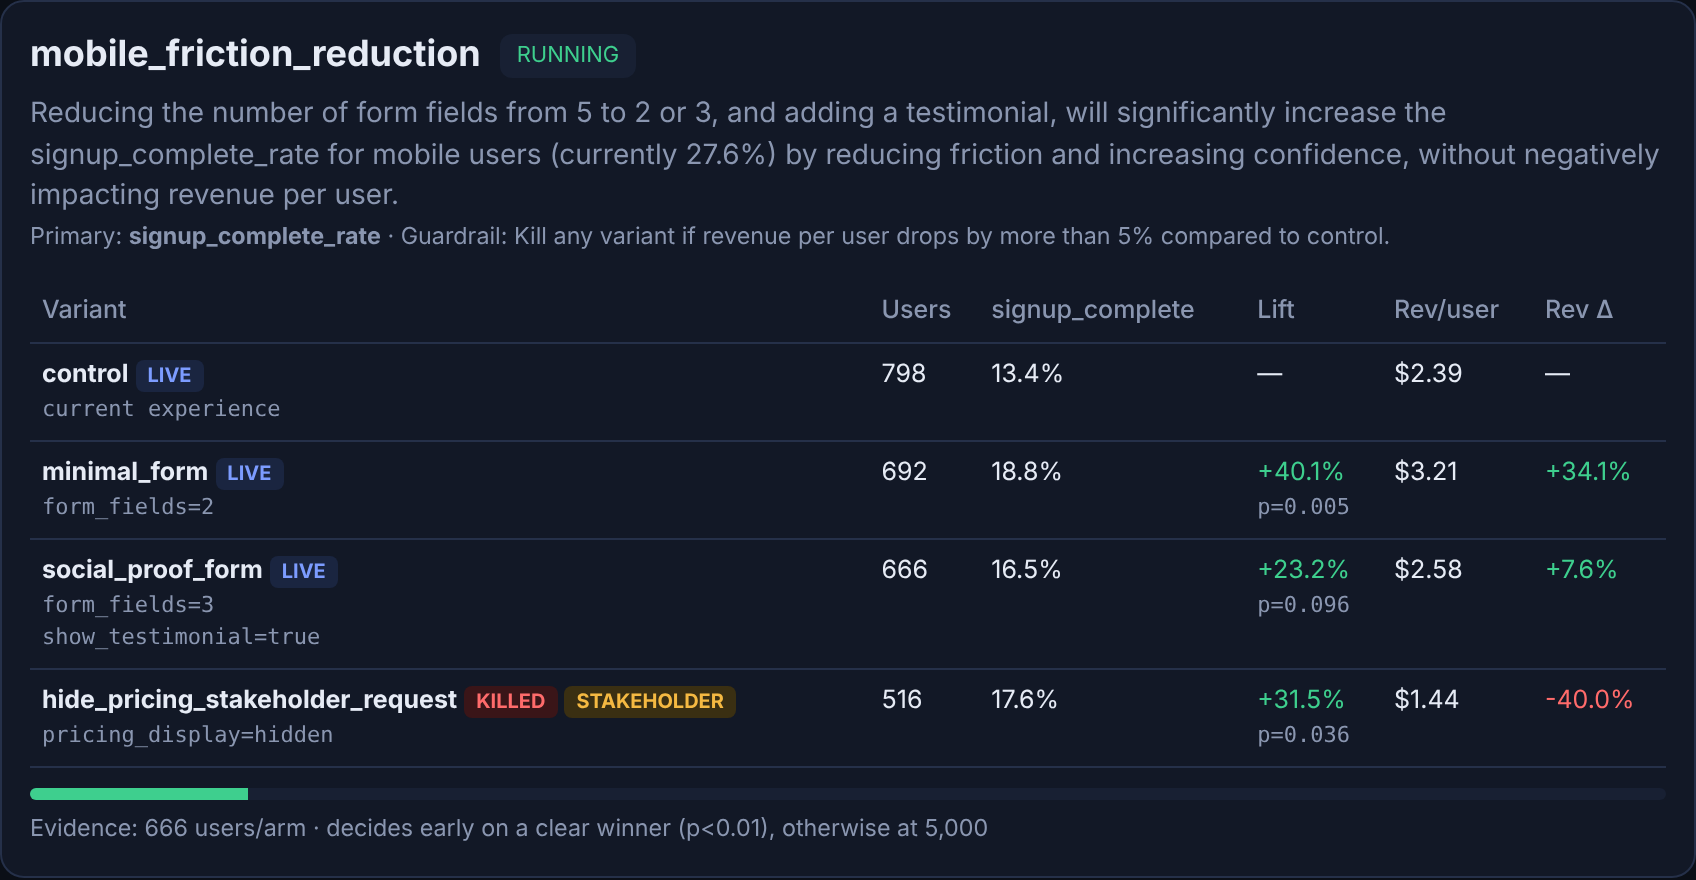 mobile_friction_reduction RUNNING
Reducing the number of form fields from 5 to 2 or 3, and adding a testimonial, will significantly increase the
signup_complete_rate for mobile users (currently 27.6%) by reducing friction and increasing confidence, without negatively
impacting revenue per user.
Primary: signup_complete_rate · Guardrail: Kill any variant if revenue per user drops by more than 5% compared to control.
Variant Users signup_complete Lift Rev/user Rev Δ
control LIVE 798 13.4% — $2.39 —
current experience
minimal_form LIVE 692 18.8% +40.1% $3.21 +34.1%
form_fields=2 p=0.005
social_proof_form LIVE 666 16.5% +23.2% $2.58 +7.6%
form_fields=3 p=0.096
show_testimonial=true
hide_pricing_stakeholder_request KILLED STAKEHOLDER 516 17.6% +31.5% $1.44 -40.0%
pricing_display=hidden p=0.036
Evidence: 666 users/arm · decides early on a clear winner (p<0.01), otherwise at 5,000